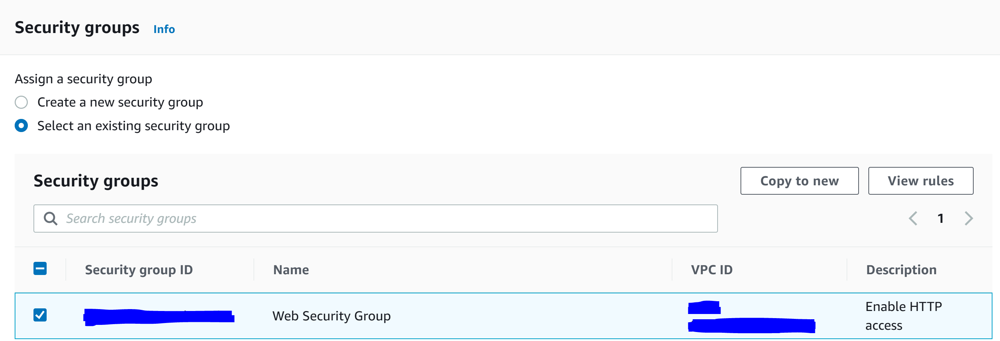 Security groups Info
Assign a security group
Create a new security group
Select an existing security group
Security groups
Copy to new
View rules
Search security groups
1
Security group ID
Name
VPC ID
Description
Web Security Group
Enable HTTP
access